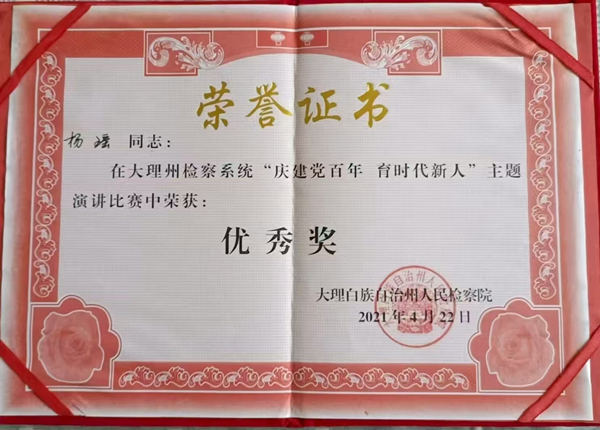 荣誉证书
杨瑶 同志：
在大理州检察系统“庆建党百年 育时代新人”主题
演讲比赛中荣获：
优秀奖
大理白族自治州人民检察院
2021年4月22日